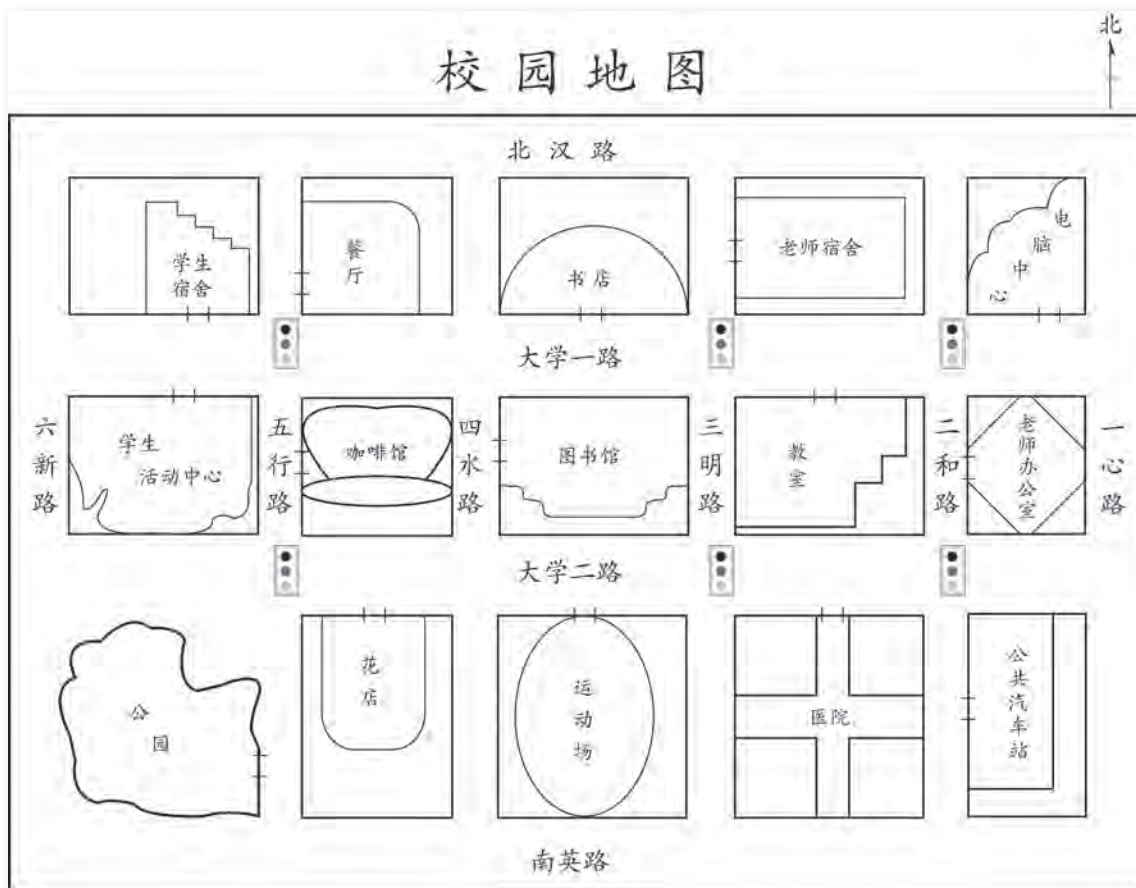 北
校园地图
北汉路
学生
宿舍
餐厅
书店
老师宿舍
电脑中心
大学一路
六新路
学生
活动中心
五行路
咖啡馆
四水路
图书馆
三明路
教室
二和路
老师办公室
一心路
大学二路
公园
花店
运动场
医院
公共汽车站
南英路